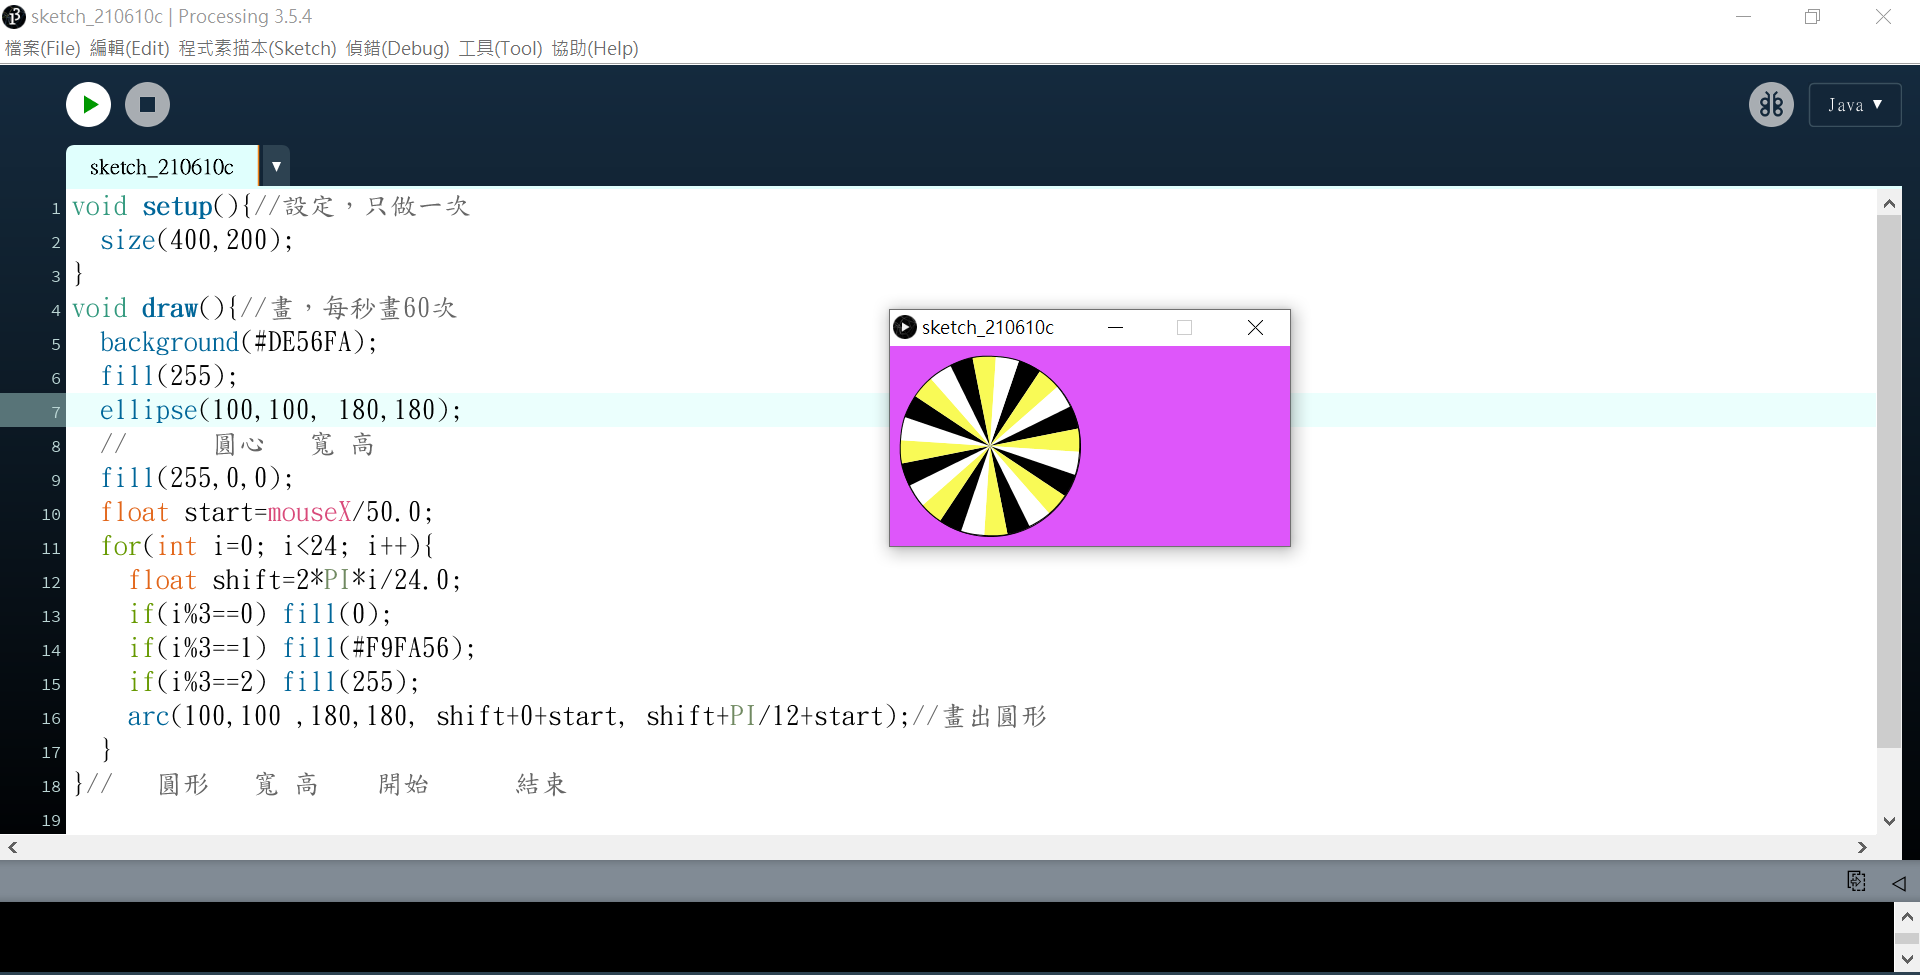 sketch_210610c | Processing 3.5.4
檔案(File) 編輯(Edit) 程式素描本(Sketch) 偵錯(Debug) 工具(Tool) 協助(Help)
Java ▼
sketch_210610c ▼
1 void setup(){//設定，只做一次
2   size(400,200);
3 }
4 void draw(){//畫，每秒畫60次
5   background(#DE56FA);
6   fill(255);
7   ellipse(100,100, 180,180);
8   //      圓心   寬 高
9   fill(255,0,0);
10   float start=mouseX/50.0;
11   for(int i=0; i<24; i++){
12     float shift=2*PI*i/24.0;
13     if(i%3==0) fill(0);
14     if(i%3==1) fill(#F9FA56);
15     if(i%3==2) fill(255);
16     arc(100,100 ,180,180, shift+0+start, shift+PI/12+start);//畫出圓形
17   }
18 }//   圓形   寬 高    開始      結束
19
sketch_210610c